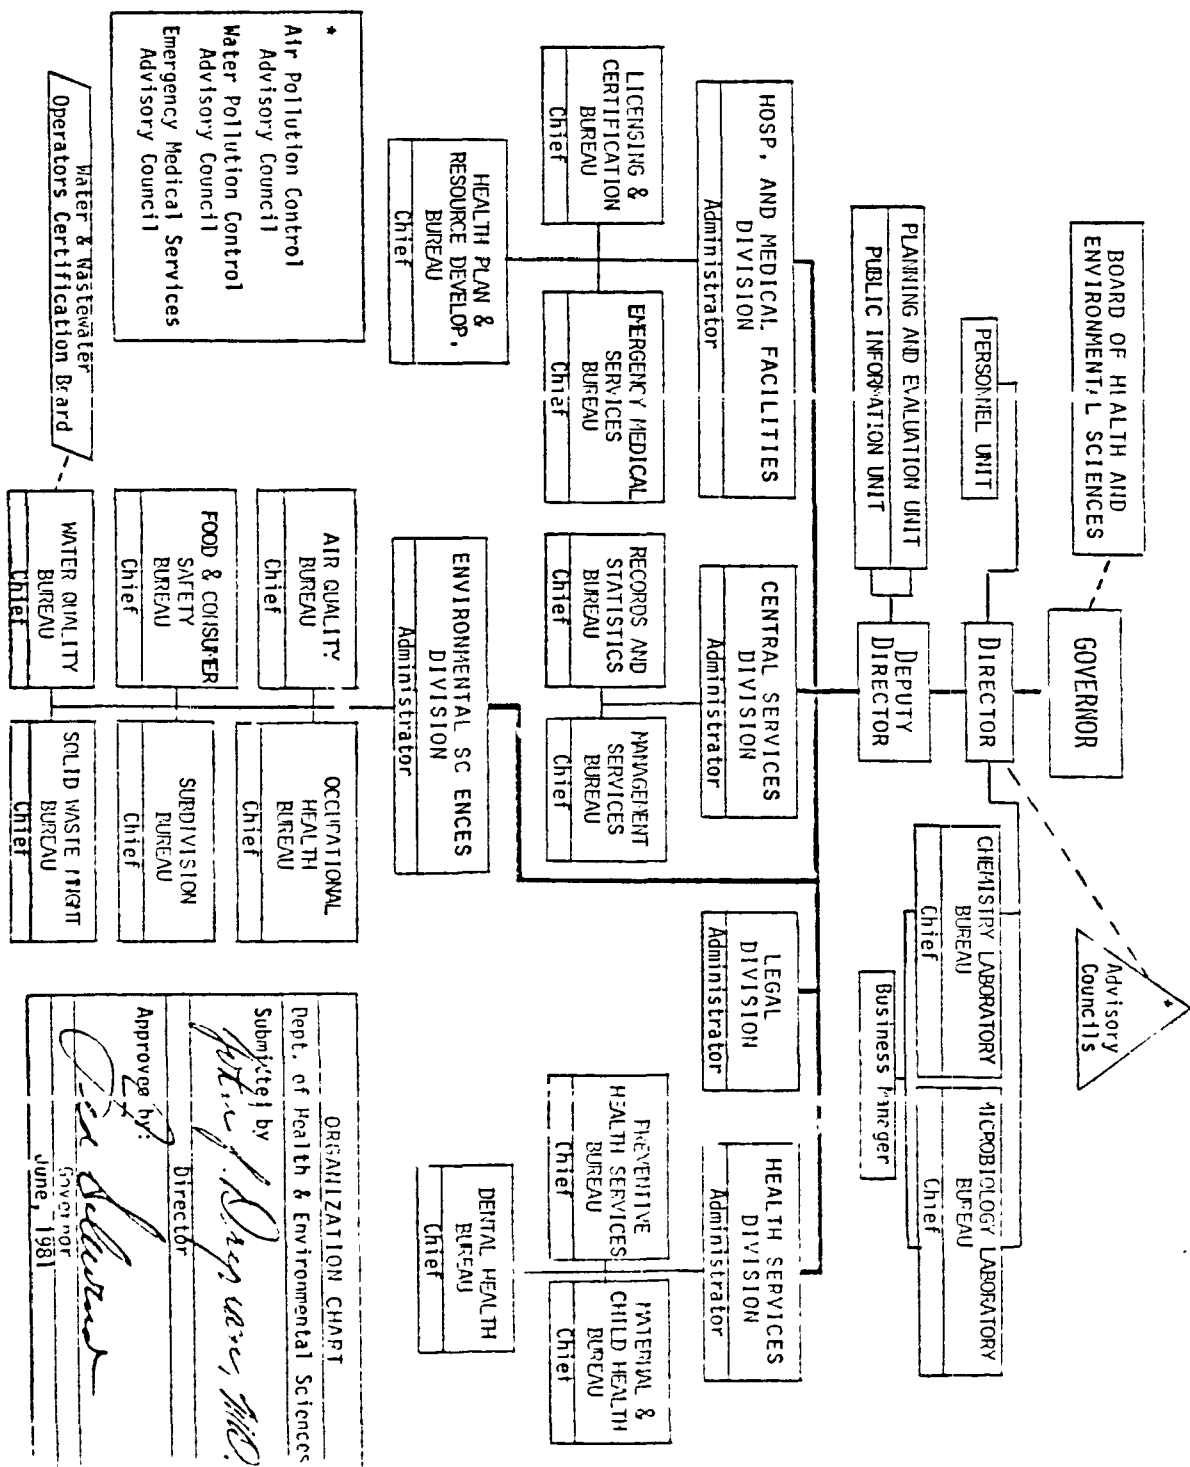 BOARD OF HEALTH AND
ENVIRONMENTAL SCIENCES
GOVERNOR
*
Advisory
Councils
PERSONNEL UNIT
DIRECTOR
CHEMISTRY LABORATORY
BUREAU
Chief
MICROBIOLOGY LABORATORY
BUREAU
Chief
PLANNING AND EVALUATION UNIT
PUBLIC INFORMATION UNIT
DEPUTY
DIRECTOR
Business Manager
HOSP. AND MEDICAL FACILITIES
DIVISION
Administrator
CENTRAL SERVICES
DIVISION
Administrator
LEGAL
DIVISION
Administrator
HEALTH SERVICES
DIVISION
Administrator
LICENSING &
CERTIFICATION
BUREAU
Chief
EMERGENCY MEDICAL
SERVICES
BUREAU
Chief
RECORDS AND
STATISTICS
BUREAU
Chief
MANAGEMENT
SERVICES
BUREAU
Chief
PREVENTIVE
HEALTH SERVICES
BUREAU
Chief
MATERNAL &
CHILD HEALTH
BUREAU
Chief
HEALTH PLAN &
RESOURCE DEVELOP.
BUREAU
Chief
ENVIRONMENTAL SC ENCES
DIVISION
Administrator
DENTAL HEALTH
BUREAU
Chief
*
Air Pollution Control
Advisory Council
Water Pollution Control
Advisory Council
Emergency Medical Services
Advisory Council
AIR QUALITY
BUREAU
Chief
OCCUPATIONAL
HEALTH
BUREAU
Chief
FOOD & CONSUMER
SAFETY
BUREAU
Chief
SUBDIVISION
BUREAU
Chief
Water & Wastewater
Operators Certification Board
WATER QUALITY
BUREAU
Chief
SOLID WASTE MNGMT
BUREAU
Chief
ORGANIZATION CHART
Dept. of Health & Environmental Sciences
Submitted by
Director
Approved by:
Governor
June, 1981